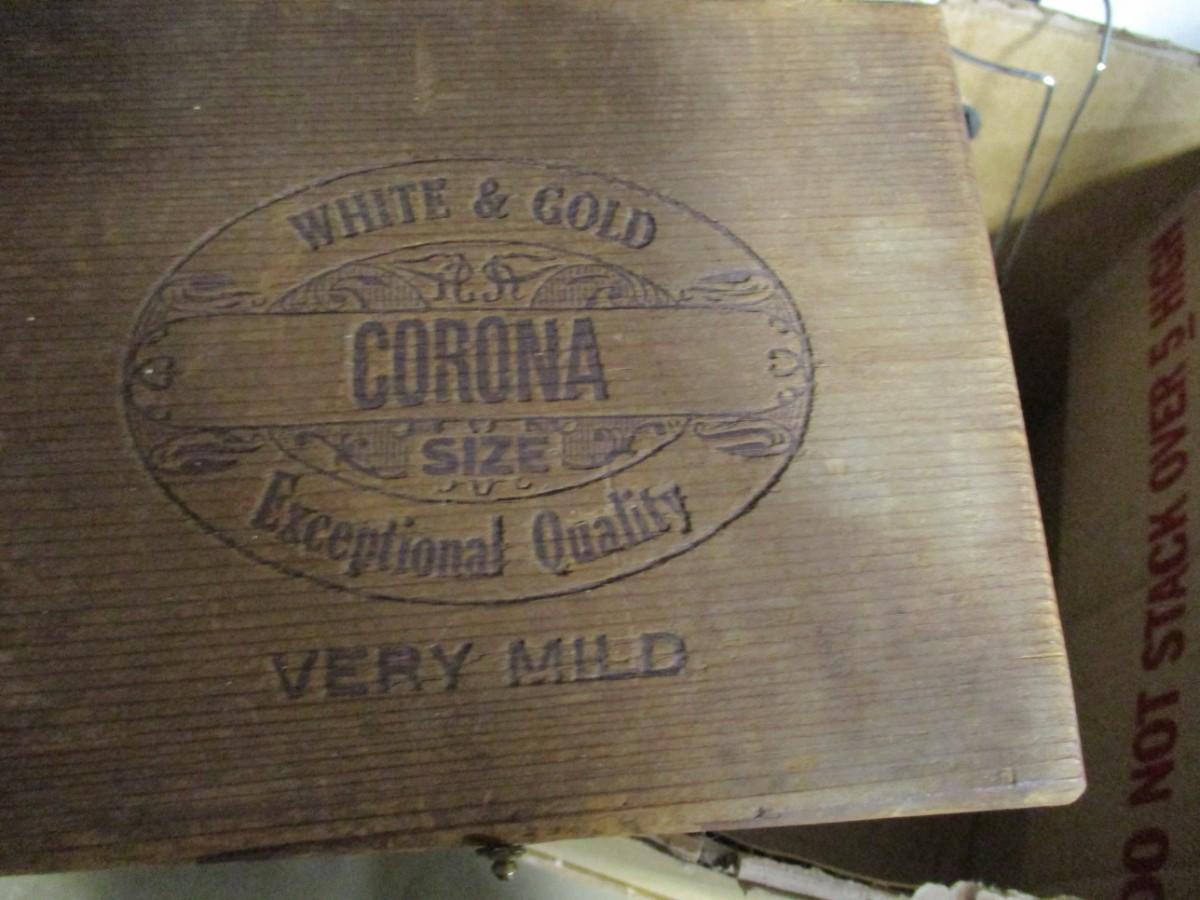 WHITE & GOLD
CORONA
SIZE
Exceptional Quality
VERY MILD
DO NOT STACK OVER 5 HIGH